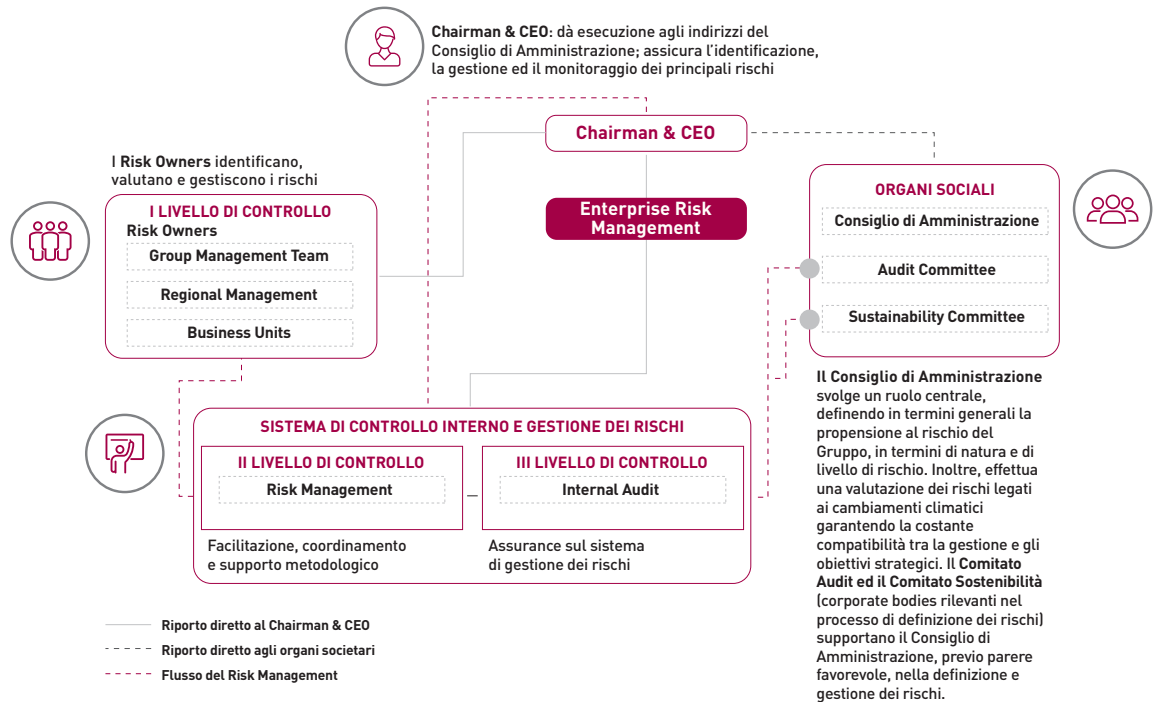 Chairman & CEO: dà esecuzione agli indirizzi del
Consiglio di Amministrazione; assicura l'identificazione,
la gestione ed il monitoraggio dei principali rischi
Chairman & CEO
I Risk Owners identificano,
valutano e gestiscono i rischi
I LIVELLO DI CONTROLLO
Risk Owners
Group Management Team
Regional Management
Business Units
Enterprise Risk
Management
ORGANI SOCIALI
Consiglio di Amministrazione
Audit Committee
Sustainability Committee
Il Consiglio di Amministrazione
svolge un ruolo centrale,
definendo in termini generali la
propensione al rischio del
Gruppo, in termini di natura e di
livello di rischio. Inoltre, effettua
una valutazione dei rischi legati
ai cambiamenti climatici
garantendo la costante
compatibilità tra la gestione e gli
obiettivi strategici. Il Comitato
Audit ed il Comitato Sostenibilità
(corporate bodies rilevanti nel
processo di definizione dei rischi)
supportano il Consiglio di
Amministrazione, previo parere
favorevole, nella definizione e
gestione dei rischi.
SISTEMA DI CONTROLLO INTERNO E GESTIONE DEI RISCHI
II LIVELLO DI CONTROLLO
Risk Management
III LIVELLO DI CONTROLLO
Internal Audit
Facilitazione, coordinamento
e supporto metodologico
Assurance sul sistema
di gestione dei rischi
Riporto diretto al Chairman & CEO
Riporto diretto agli organi societari
Flusso del Risk Management